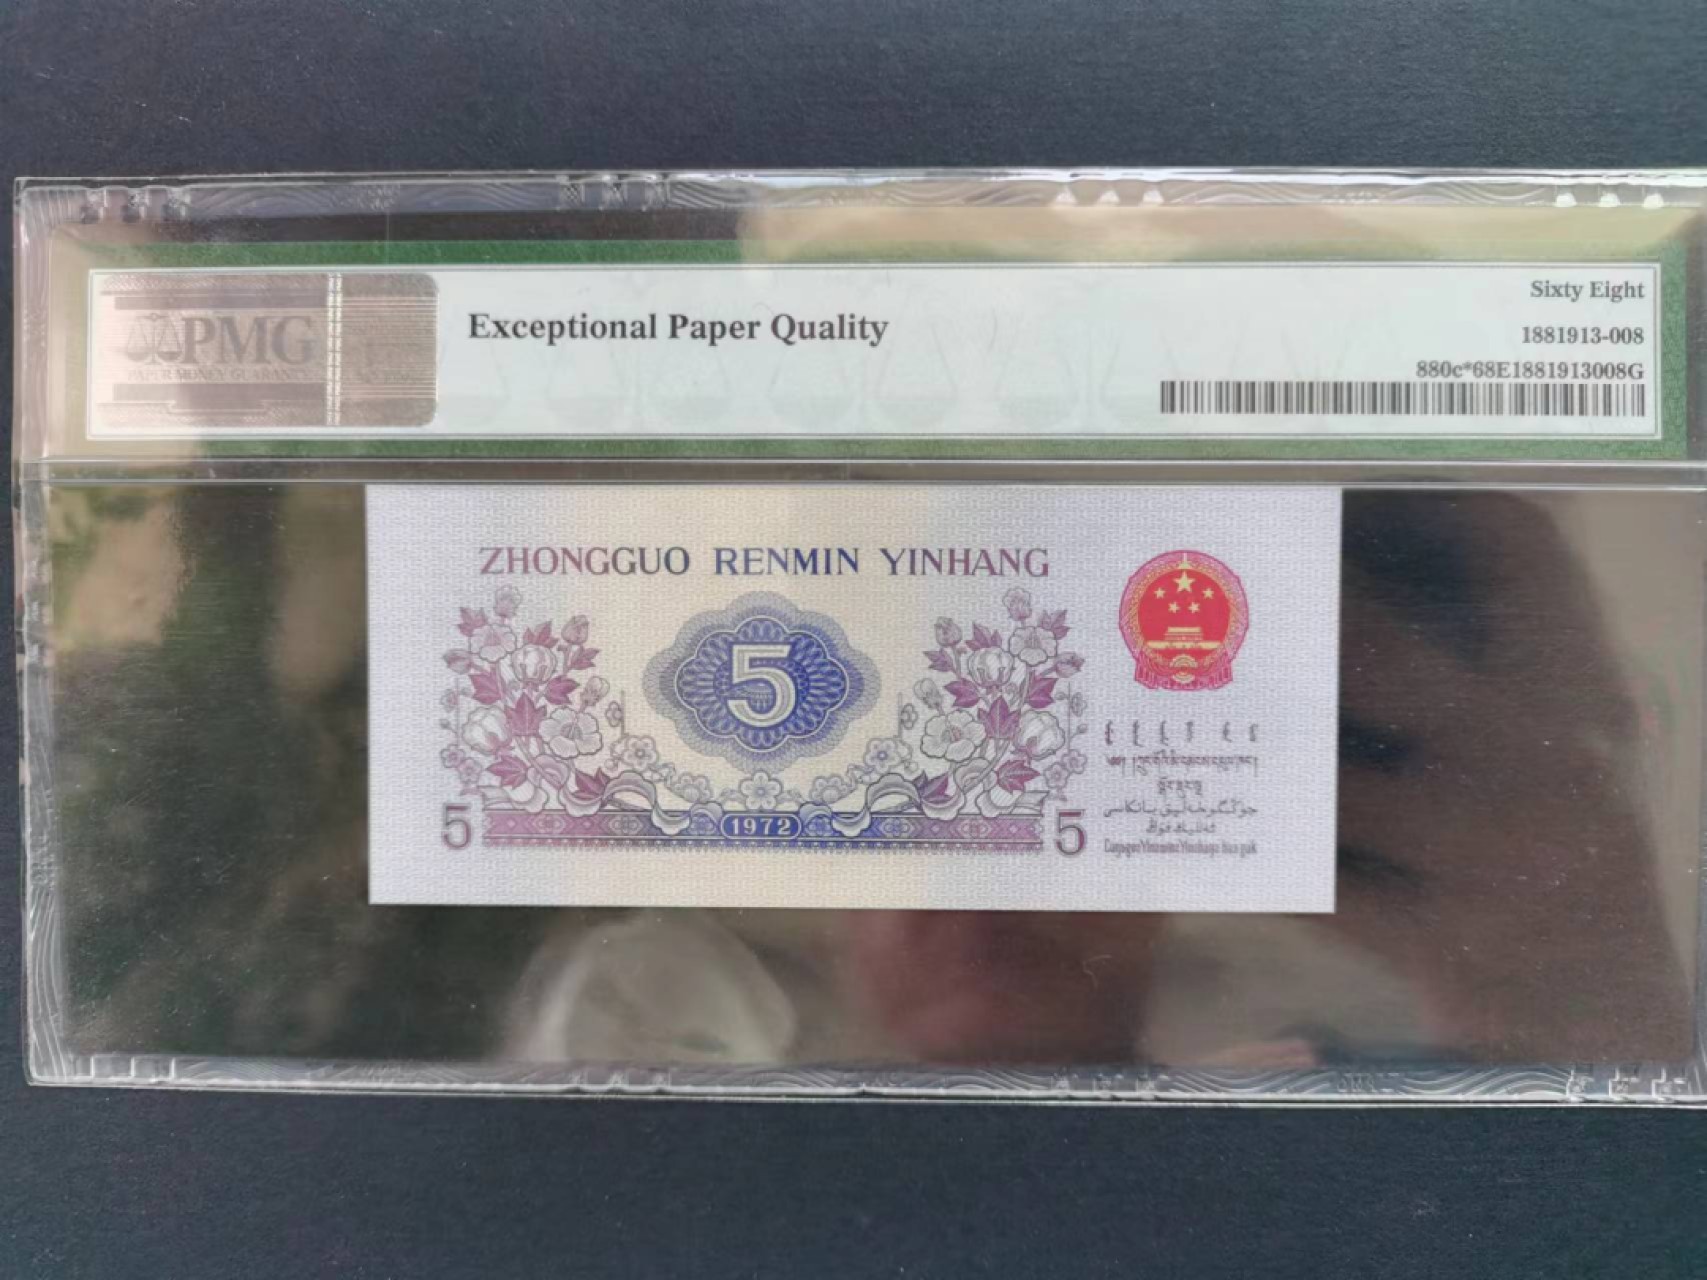 PMG
PAPER MONEY GUARANTY
Exceptional Paper Quality
Sixty Eight
1881913-008
880c*68E1881913008G
ZHONGGUO RENMIN YINHANG
5
5
1972
5